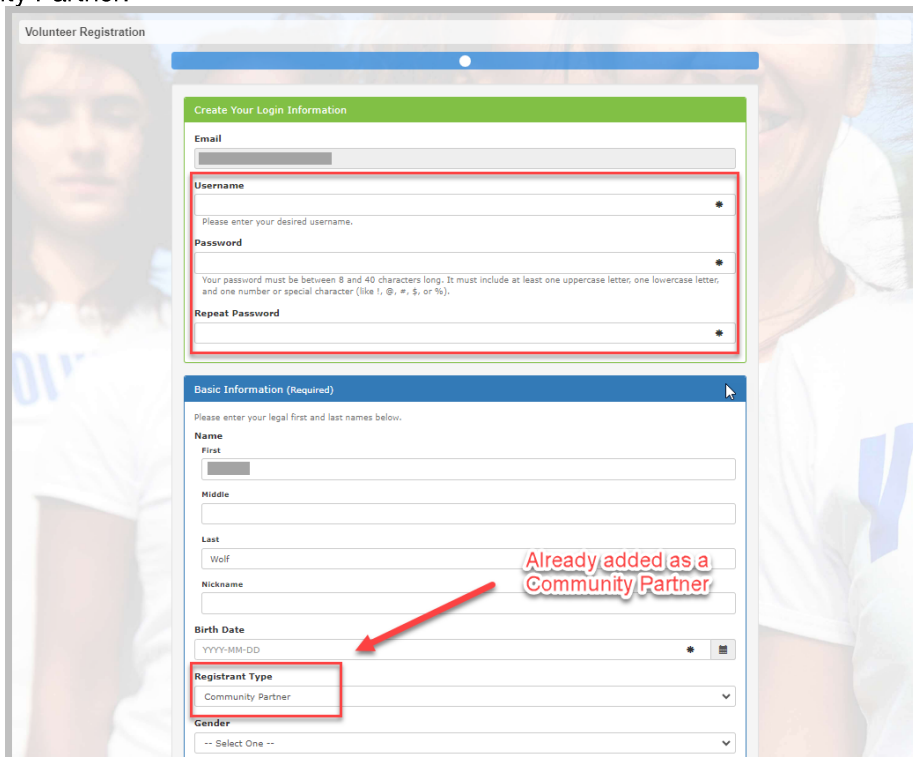 Volunteer Registration
Create Your Login Information
Email
Username
Please enter your desired username.
Password
Your password must be between 8 and 40 characters long. It must include at least one uppercase letter, one lowercase letter,
and one number or special character (like !, @, #, $, or %).
Repeat Password
Basic Information (Required)
Please enter your legal first and last names below.
Name
First
Middle
Last
Wolf
Already added as a
Community Partner
Nickname
Birth Date
YYYY-MM-DD
Registrant Type
Community Partner
Gender
-- Select One --